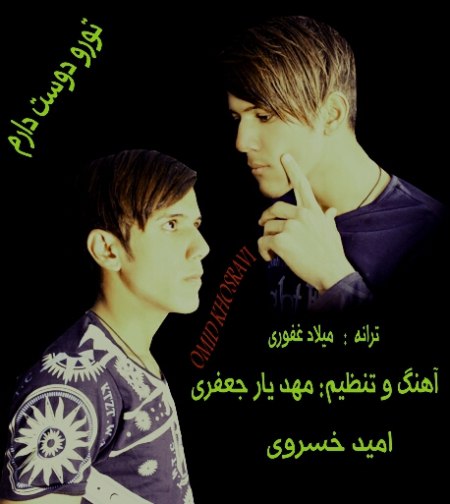 تورو دوست دارم
OMID KHOSRAVI
ترانه : میلاد غفوری
آهنگ و تنظیم: مهد یار جعفری
امید خسروی